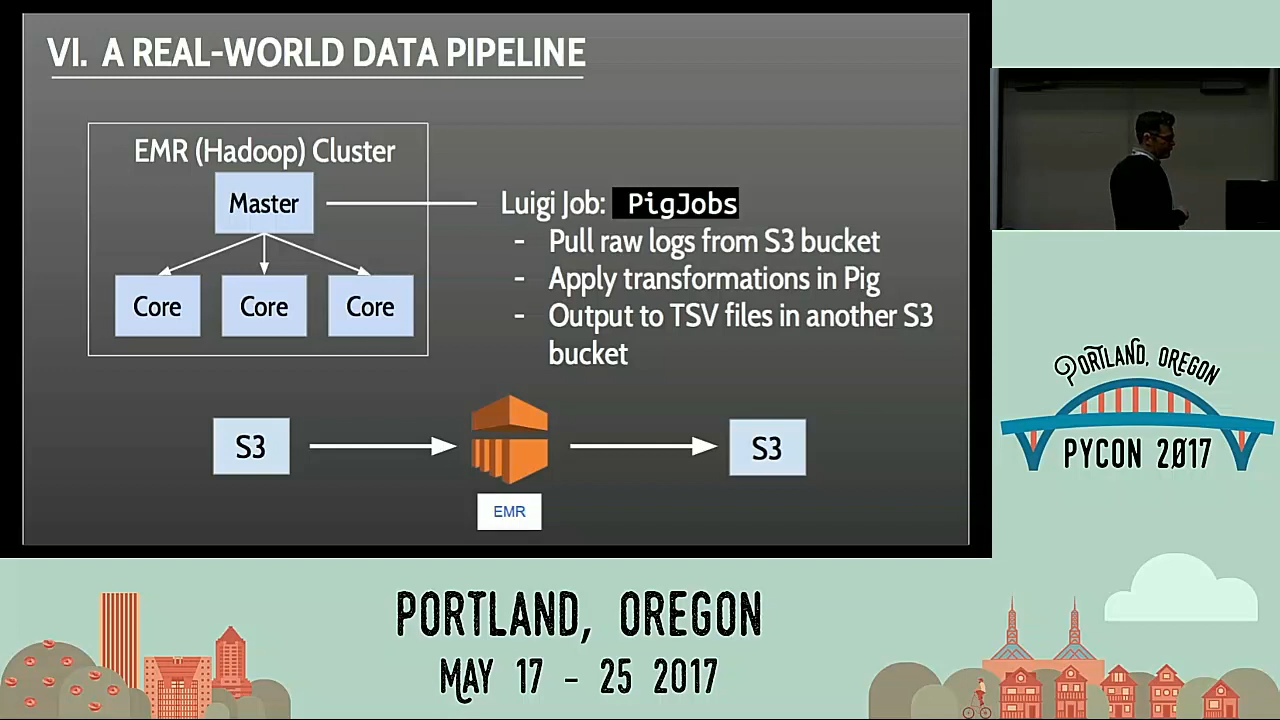 VI. A REAL-WORLD DATA PIPELINE
EMR (Hadoop) Cluster
Master
Core
Core
Core
Luigi Job: PigJobs
- Pull raw logs from S3 bucket
- Apply transformations in Pig
- Output to TSV files in another S3
bucket
S3
S3
EMR
PORTLAND, OREGON
PYCON 2017
PORTLAND, OREGON
MAY 17 - 25 2017